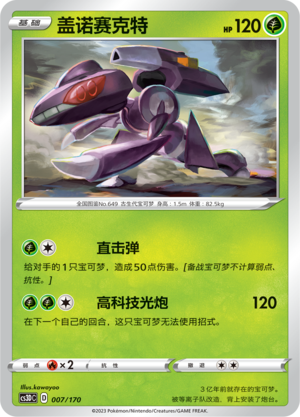 基础 盖诺赛克特 HP 120
全国图鉴No.649 古生代宝可梦 身高：1.5m 体重：82.5kg
直击弹
给对手的1只宝可梦，造成50点伤害。[备战宝可梦不计算弱点、
抗性。]
高科技光炮 120
在下一个自己的回合，这只宝可梦无法使用招式。
弱点 ×2 抗性 撤退
Illus.kawayoo
CS3DC D 007/170
3亿年前就存在的宝可梦。
被等离子队改造，背上安装了炮台。
©2023 Pokémon/Nintendo/Creatures/GAME FREAK.